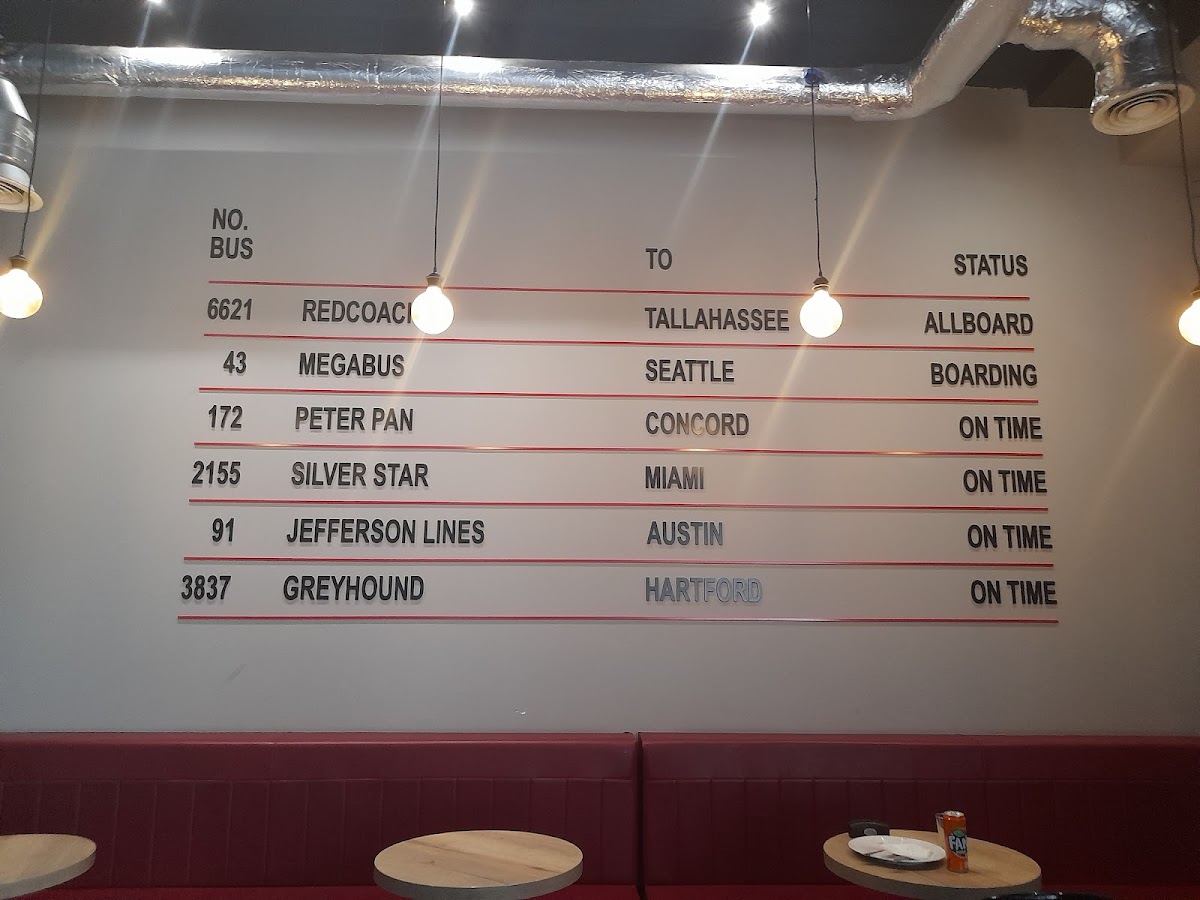 NO.
BUS TO STATUS
6621 REDCOACH TALLAHASSEE ALLBOARD
43 MEGABUS SEATTLE BOARDING
172 PETER PAN CONCORD ON TIME
2155 SILVER STAR MIAMI ON TIME
91 JEFFERSON LINES AUSTIN ON TIME
3837 GREYHOUND HARTFORD ON TIME